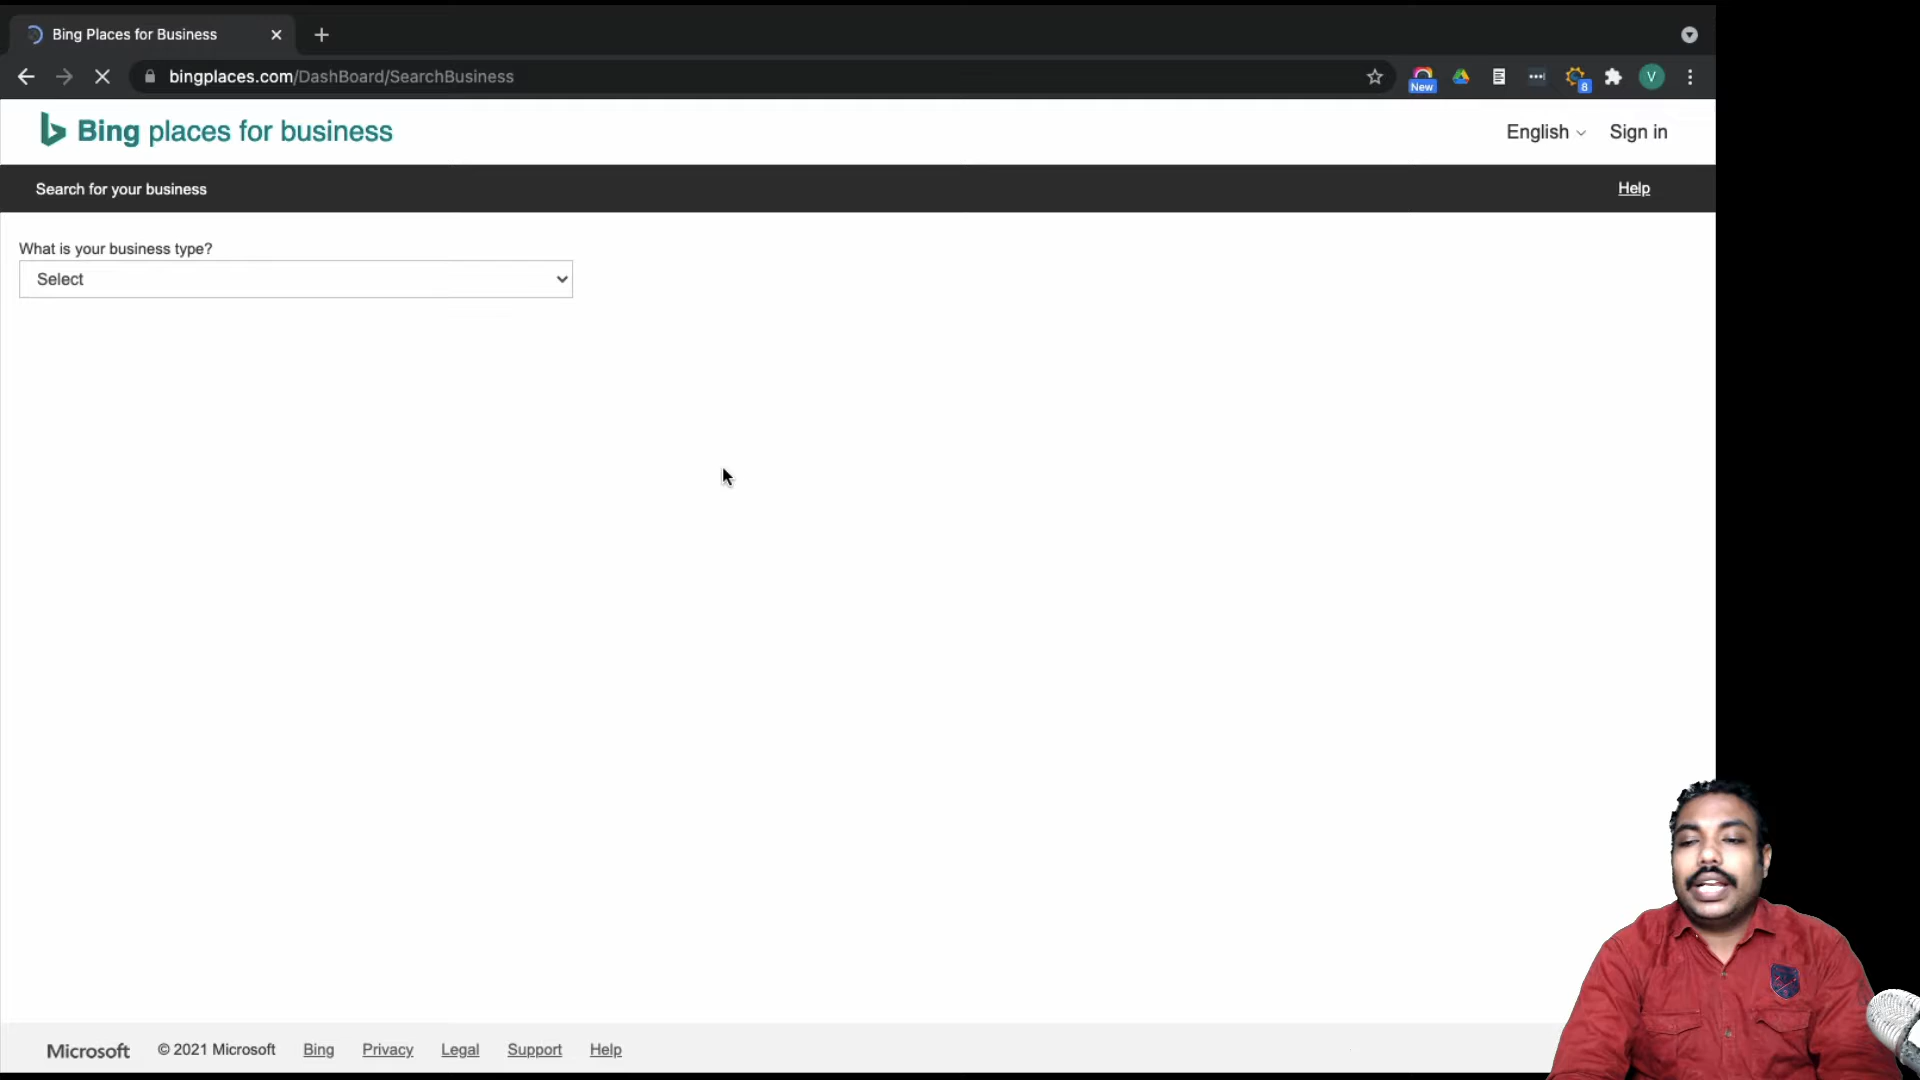 Bing Places for Business
bingplaces.com/DashBoard/SearchBusiness
New
8
V
Bing places for business
English
Sign in
Search for your business
Help
What is your business type?
Select
Microsoft
© 2021 Microsoft
Bing
Privacy
Legal
Support
Help